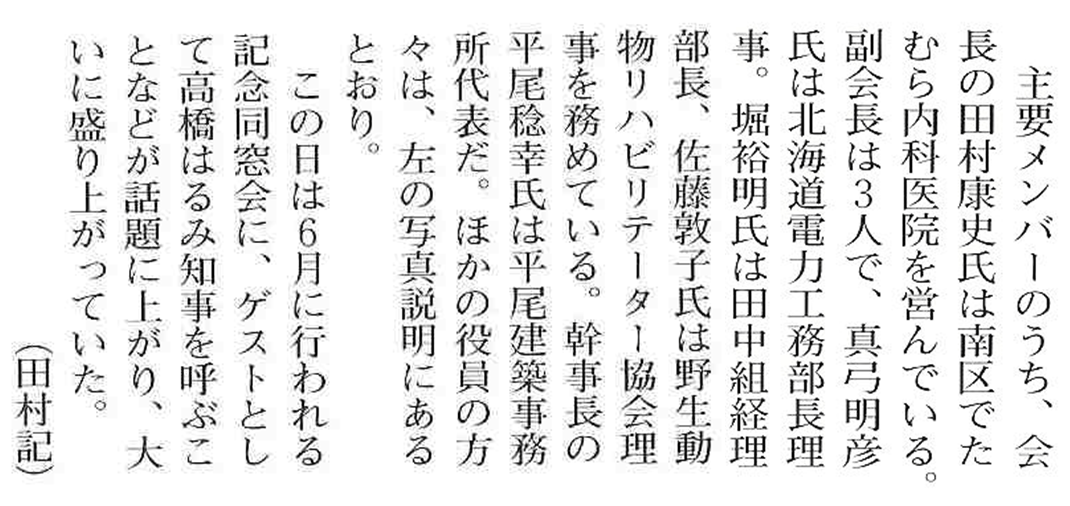 主要メンバーのうち、会
長の田村康史氏は南区でた
むら内科医院を営んでいる。
副会長は3人で、真弓明彦
氏は北海道電力工務部長理
事。堀裕明氏は田中組経理
部長、佐藤敦子氏は野生動
物リハビリテーター協会理
事を務めている。幹事長の
平尾稔幸氏は平尾建築事務
所代表だ。ほかの役員の方
々は、左の写真説明にある
とおり。
この日は6月に行われる
記念同窓会に、ゲストとし
て高橋はるみ知事を呼ぶこ
となどが話題に上がり、大
いに盛り上がっていた。
（田村記）